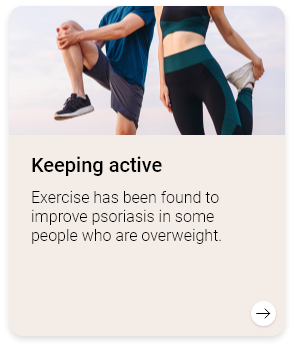 Keeping active
Exercise has been found to
improve psoriasis in some
people who are overweight.